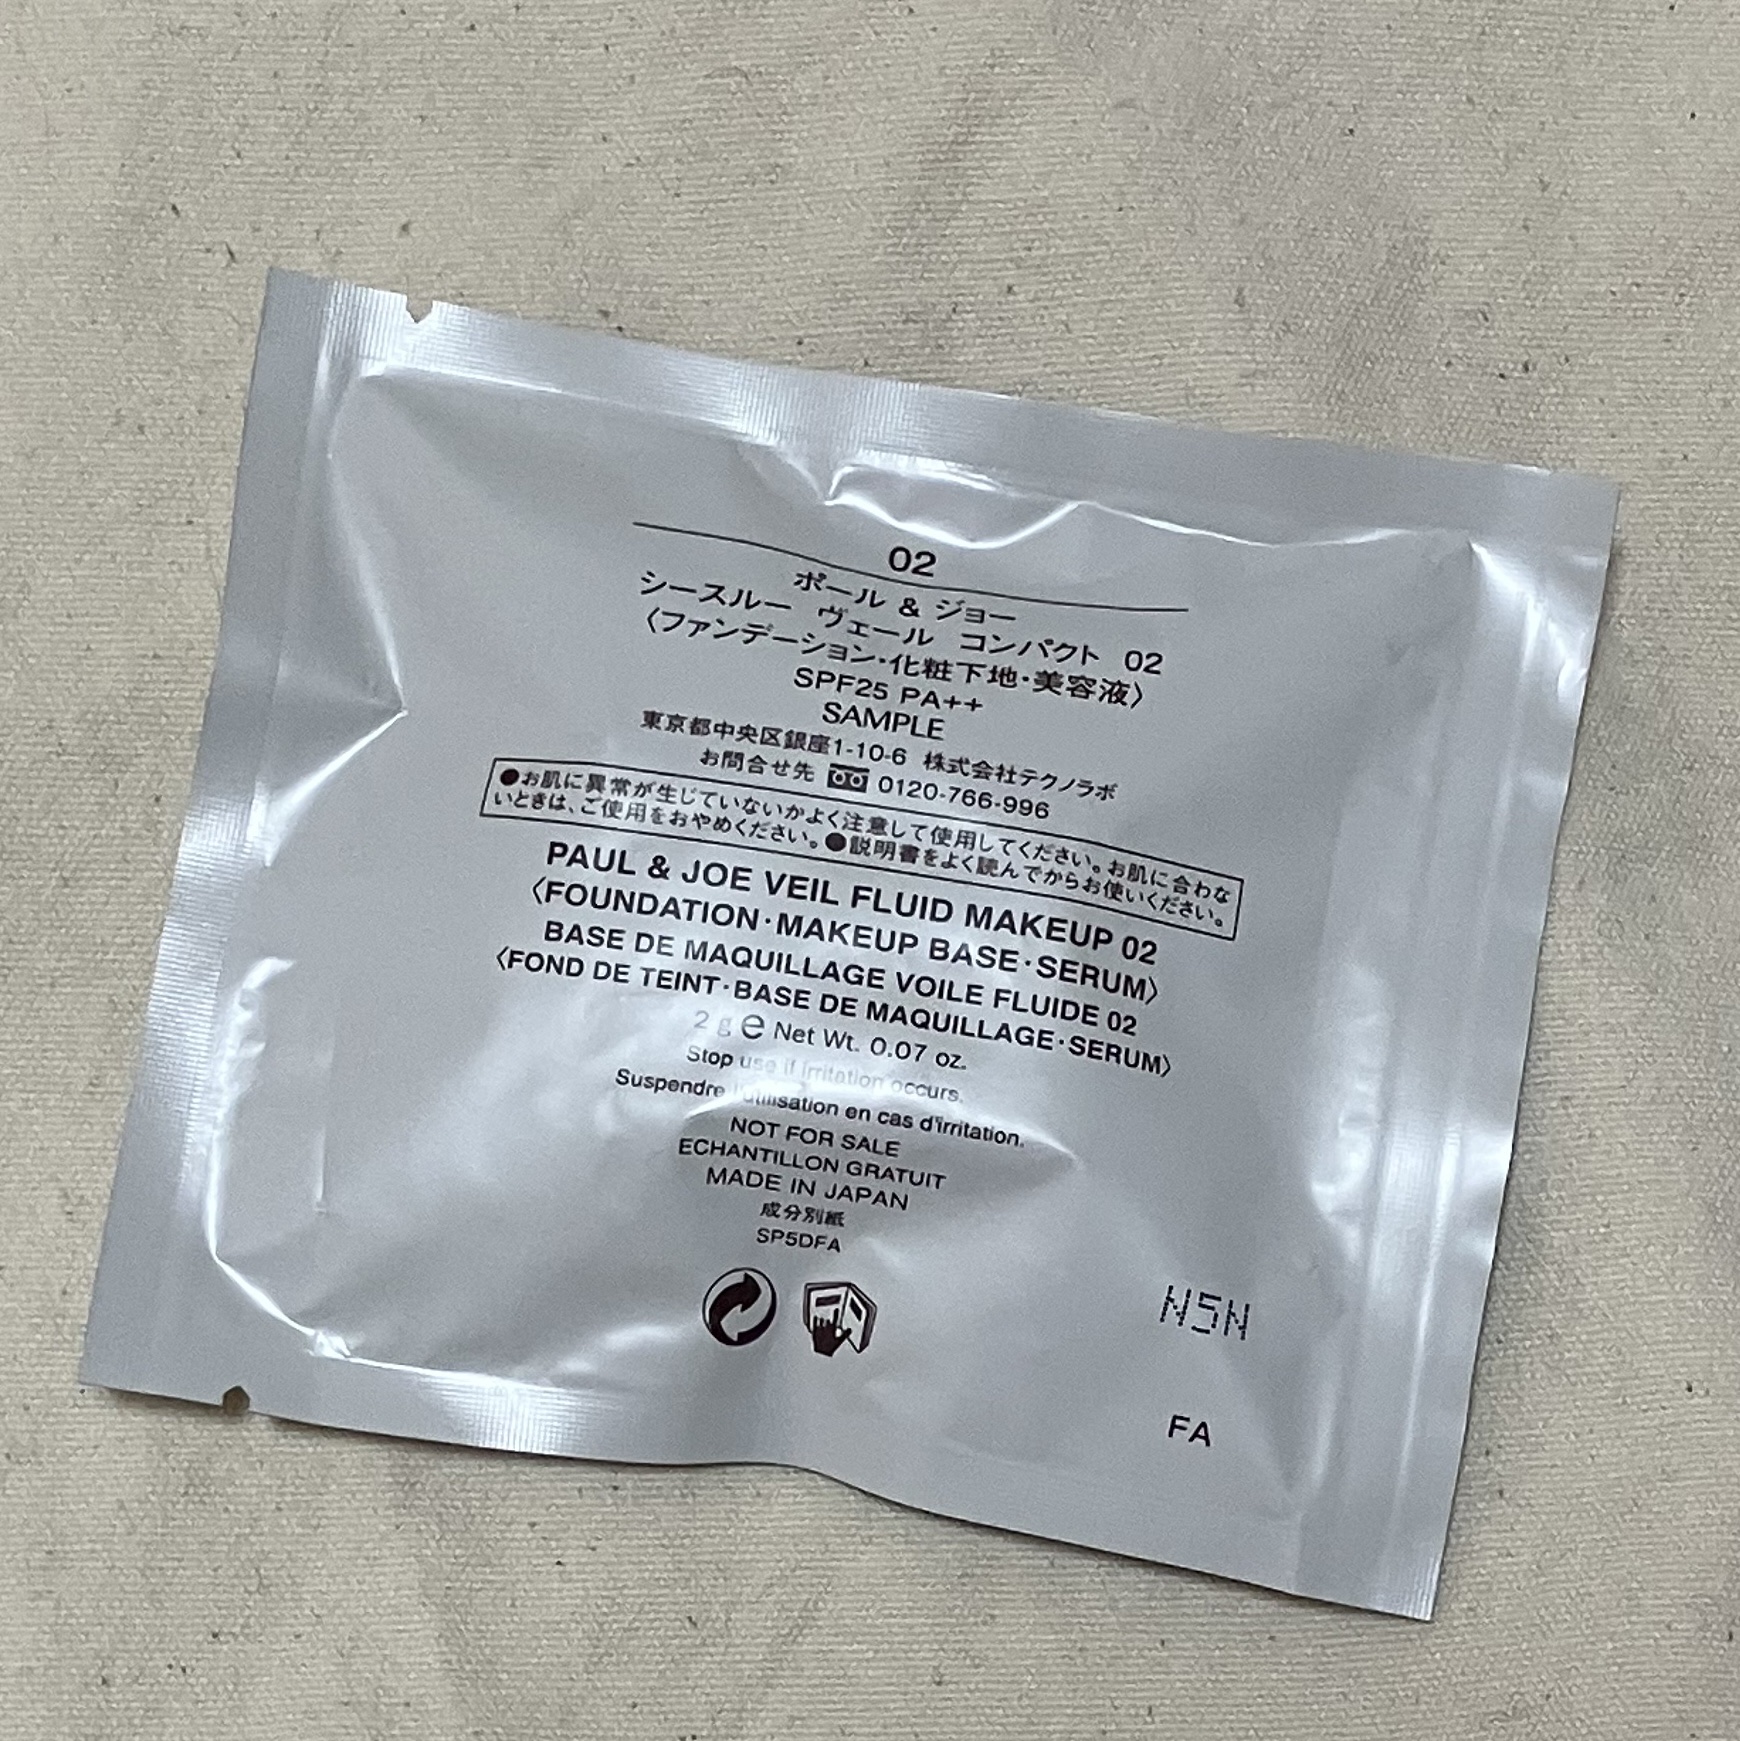 02
ポール & ジョー
シースルー ヴェール コンパクト 02
〈ファンデーション・化粧下地・美容液〉
SPF25 PA++
SAMPLE
東京都中央区銀座1-10-6 株式会社テクノラボ
お問合せ先 0120-766-996
●お肌に異常が生じていないかよく注意して使用してください。お肌に合わな
いときは、ご使用をおやめください。●説明書をよく読んでからお使いください。
PAUL & JOE VEIL FLUID MAKEUP 02
〈FOUNDATION・MAKEUP BASE・SERUM〉
BASE DE MAQUILLAGE VOILE FLUIDE 02
〈FOND DE TEINT・BASE DE MAQUILLAGE・SERUM〉
2 g e Net Wt. 0.07 oz.
Stop use if irritation occurs.
Suspendre l'utilisation en cas d'irritation.
NOT FOR SALE
ECHANTILLON GRATUIT
MADE IN JAPAN
成分別紙
SP5DFA
N5N
FA